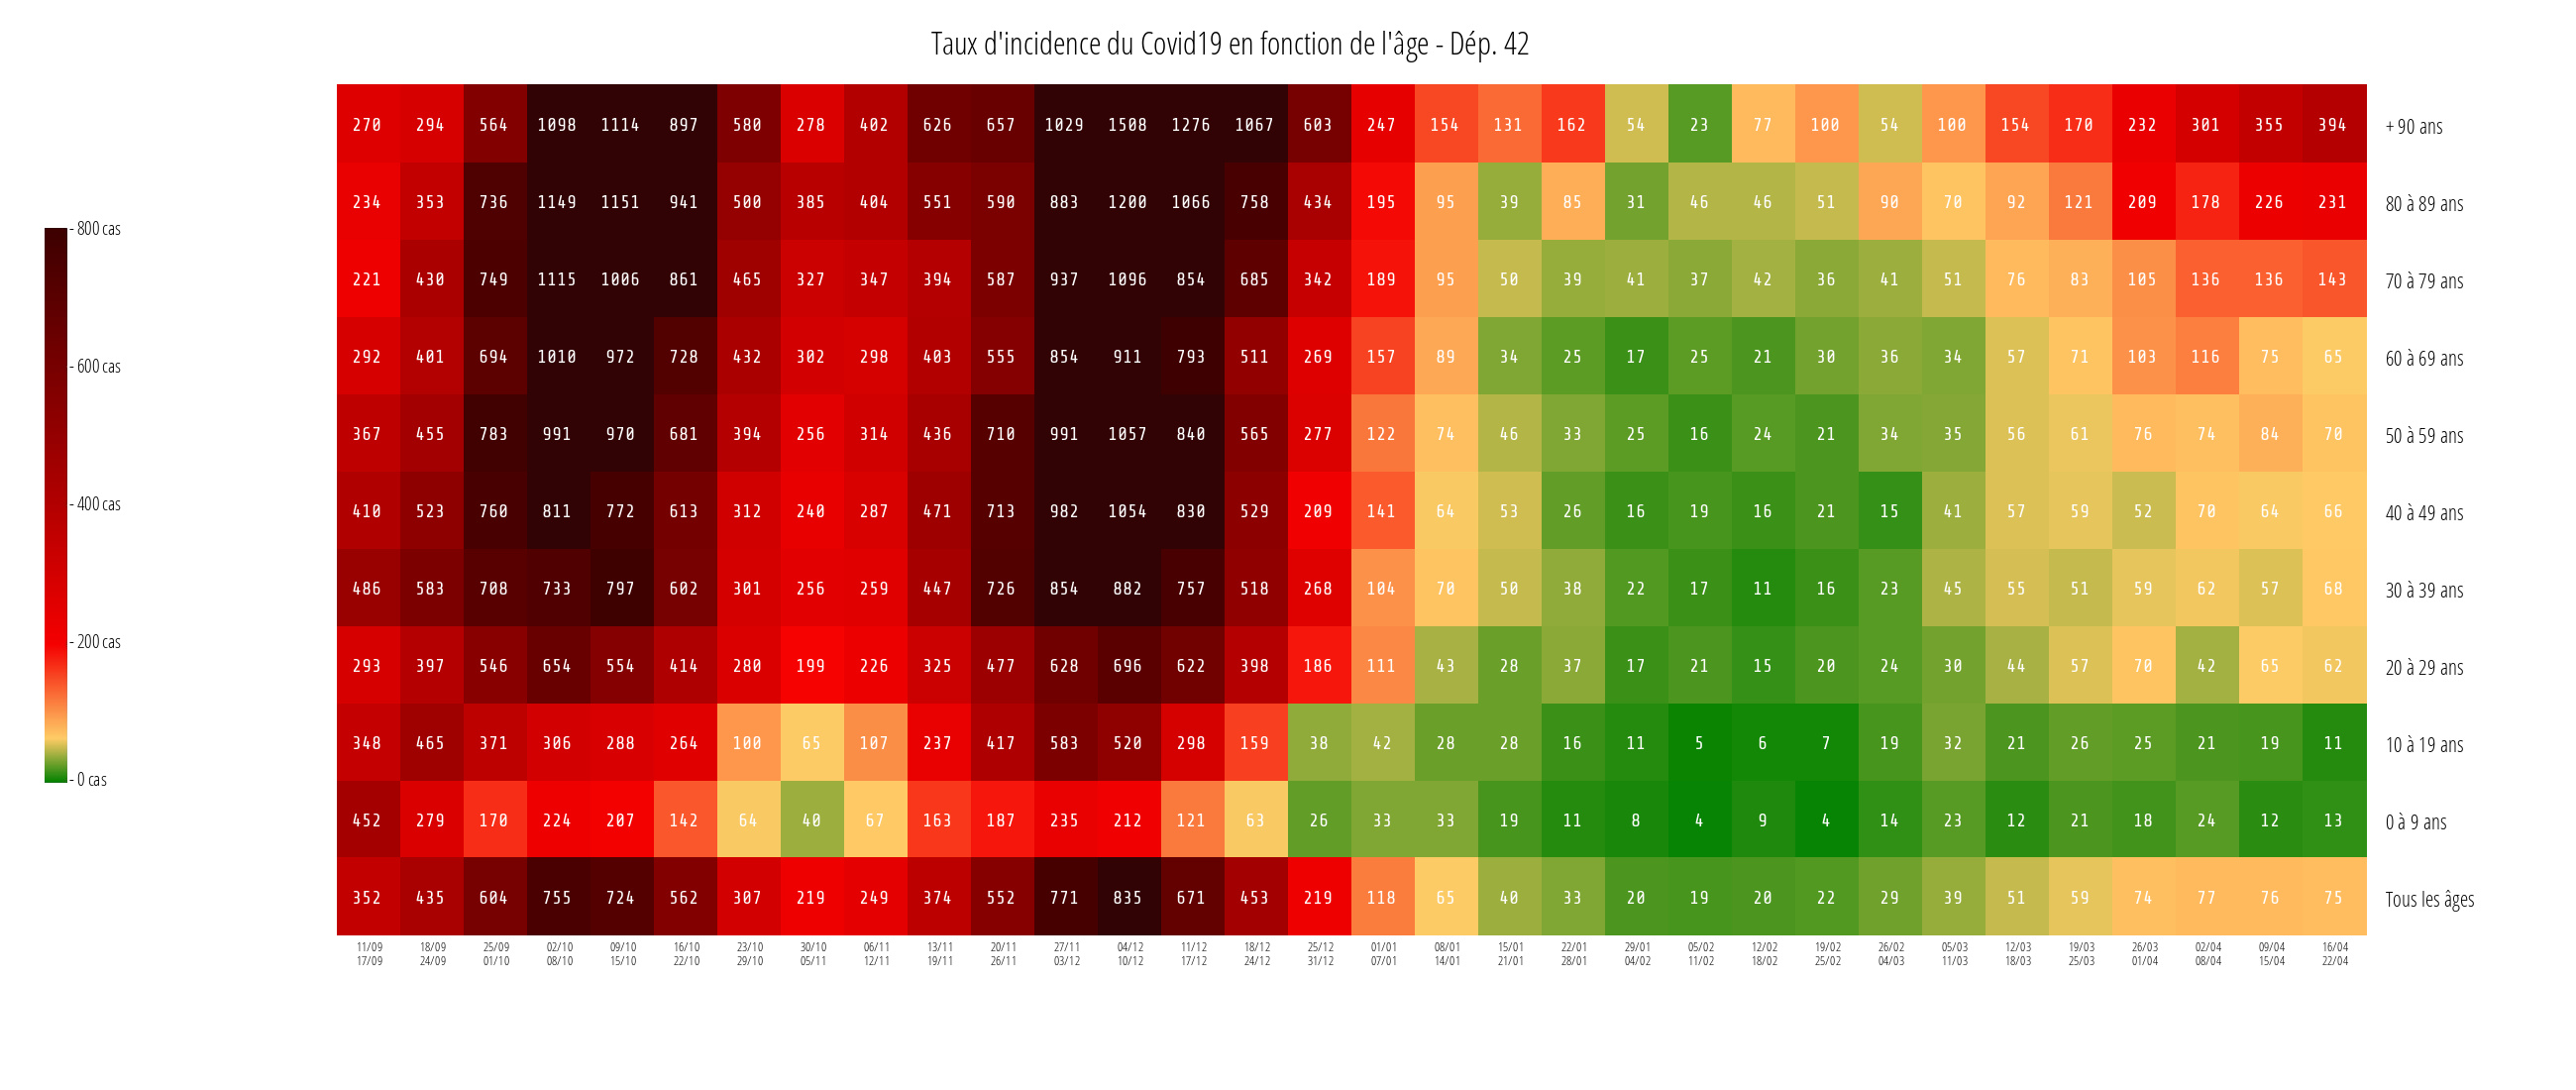 Taux d'incidence du Covid19 en fonction de l'âge - Dép. 42
270 294 564 1098 1114 897 580 278 402 626 657 1029 1508 1276 1067 603 247 154 131 162 54 23 77 100 54 100 154 170 232 301 355 394 + 90 ans
234 353 736 1149 1151 941 500 385 404 551 590 883 1200 1066 758 434 195 95 39 85 31 46 46 51 90 70 92 121 209 178 226 231 80 à 89 ans
- 800 cas
221 430 749 1115 1006 861 465 327 347 394 587 937 1096 854 685 342 189 95 50 39 41 37 42 36 41 51 76 83 105 136 136 143 70 à 79 ans
292 401 694 1010 972 728 432 302 298 403 555 854 911 793 511 269 157 89 34 25 17 25 21 30 36 34 57 71 103 116 75 65 60 à 69 ans
- 600 cas
367 455 783 991 970 681 394 256 314 436 710 991 1057 840 565 277 122 74 46 33 25 16 24 21 34 35 56 61 76 74 84 70 50 à 59 ans
- 400 cas
410 523 760 811 772 613 312 240 287 471 713 982 1054 830 529 209 141 64 53 26 16 19 16 21 15 41 57 59 52 70 64 66 40 à 49 ans
486 583 708 733 797 602 301 256 259 447 726 854 882 757 518 268 104 70 50 38 22 17 11 16 23 45 55 51 59 62 57 68 30 à 39 ans
- 200 cas
293 397 546 654 554 414 280 199 226 325 477 628 696 622 398 186 111 43 28 37 17 21 15 20 24 30 44 57 70 42 65 62 20 à 29 ans
348 465 371 306 288 264 100 65 107 237 417 583 520 298 159 38 42 28 28 16 11 5 6 7 19 32 21 26 25 21 19 11 10 à 19 ans
- 0 cas
452 279 170 224 207 142 64 40 67 163 187 235 212 121 63 26 33 33 19 11 8 4 9 4 14 23 12 21 18 24 12 13 0 à 9 ans
352 435 604 755 724 562 307 219 249 374 552 771 835 671 453 219 118 65 40 33 20 19 20 22 29 39 51 59 74 77 76 75 Tous les âges
11/09 18/09 25/09 02/10 09/10 16/10 23/10 30/10 06/11 13/11 20/11 27/11 04/12 11/12 18/12 25/12 01/01 08/01 15/01 22/01 29/01 05/02 12/02 19/02 26/02 05/03 12/03 19/03 26/03 02/04 09/04 16/04
17/09 24/09 01/10 08/10 15/10 22/10 29/10 05/11 12/11 19/11 26/11 03/12 10/12 17/12 24/12 31/12 07/01 14/01 21/01 28/01 04/02 11/02 18/02 25/02 04/03 11/03 18/03 25/03 01/04 08/04 15/04 22/04